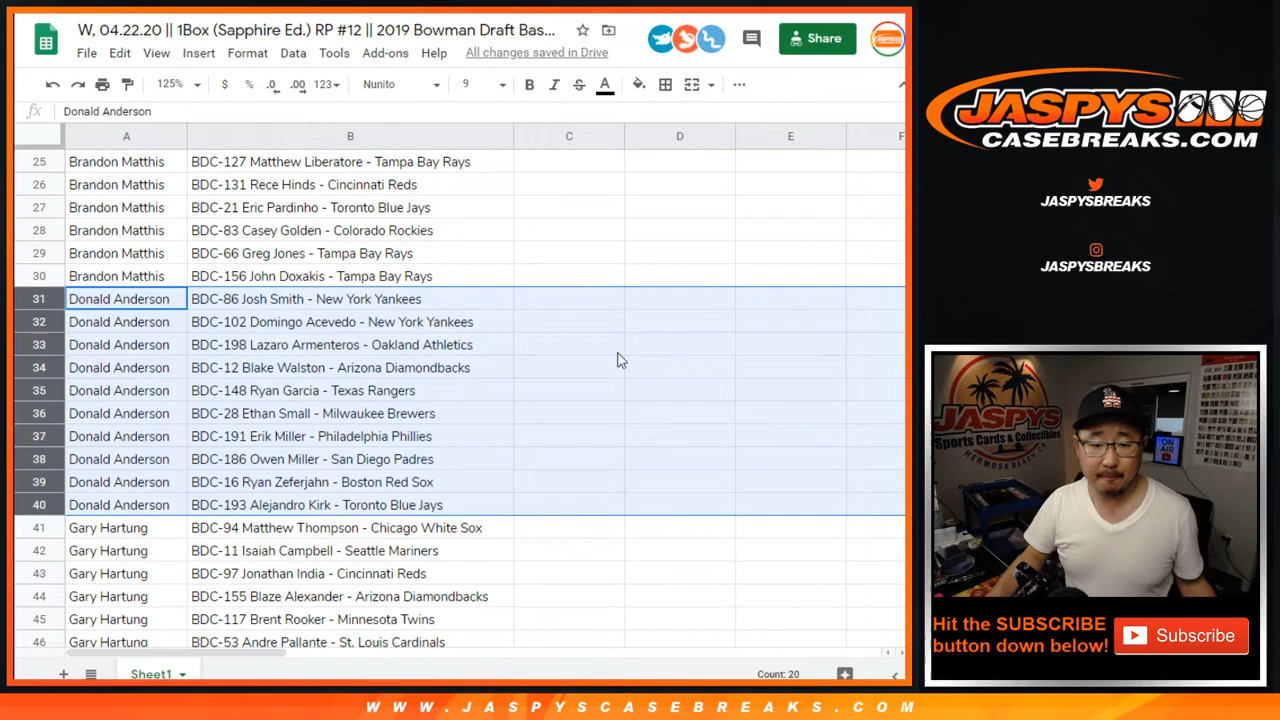 W, 04.22.20 || 1Box (Sapphire Ed.) RP #12 || 2019 Bowman Draft Bas...
File Edit View Insert Format Data Tools Add-ons Help All changes saved in Drive
Share
125% $ % .0 .00 123 Nunito 9 B I S A
fx Donald Anderson
A B C D E F
25 Brandon Matthis BDC-127 Matthew Liberatore - Tampa Bay Rays
26 Brandon Matthis BDC-131 Rece Hinds - Cincinnati Reds
27 Brandon Matthis BDC-21 Eric Pardinho - Toronto Blue Jays
28 Brandon Matthis BDC-83 Casey Golden - Colorado Rockies
29 Brandon Matthis BDC-66 Greg Jones - Tampa Bay Rays
30 Brandon Matthis BDC-156 John Doxakis - Tampa Bay Rays
31 Donald Anderson BDC-86 Josh Smith - New York Yankees
32 Donald Anderson BDC-102 Domingo Acevedo - New York Yankees
33 Donald Anderson BDC-198 Lazaro Armenteros - Oakland Athletics
34 Donald Anderson BDC-12 Blake Walston - Arizona Diamondbacks
35 Donald Anderson BDC-148 Ryan Garcia - Texas Rangers
36 Donald Anderson BDC-28 Ethan Small - Milwaukee Brewers
37 Donald Anderson BDC-191 Erik Miller - Philadelphia Phillies
38 Donald Anderson BDC-186 Owen Miller - San Diego Padres
39 Donald Anderson BDC-16 Ryan Zeferjahn - Boston Red Sox
40 Donald Anderson BDC-193 Alejandro Kirk - Toronto Blue Jays
41 Gary Hartung BDC-94 Matthew Thompson - Chicago White Sox
42 Gary Hartung BDC-11 Isaiah Campbell - Seattle Mariners
43 Gary Hartung BDC-97 Jonathan India - Cincinnati Reds
44 Gary Hartung BDC-155 Blaze Alexander - Arizona Diamondbacks
45 Gary Hartung BDC-117 Brent Rooker - Minnesota Twins
46 Gary Hartung BDC-53 Andre Pallante - St. Louis Cardinals
Sheet1
Count: 20
JASPYS
CASEBREAKS.COM
JASPYSBREAKS
JASPYSBREAKS
JASPYS
Sports Cards & Collectibles
HERMOSA BEACH CA
ON AIR
Hit the SUBSCRIBE
button down below!
Subscribe
WWW.JASPYSCASEBREAKS.COM